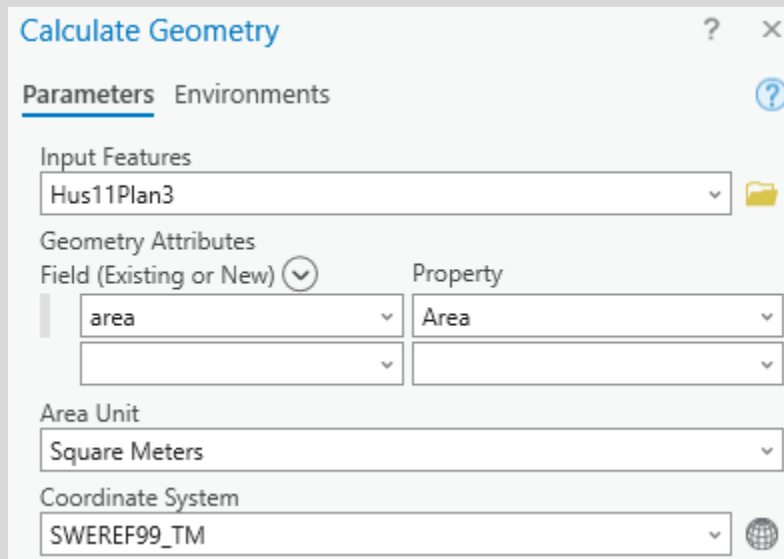 Calculate Geometry ? ×
Parameters Environments ?
Input Features
Hus11Plan3
Geometry Attributes
Field (Existing or New) Property
area Area
Area Unit
Square Meters
Coordinate System
SWEREF99_TM